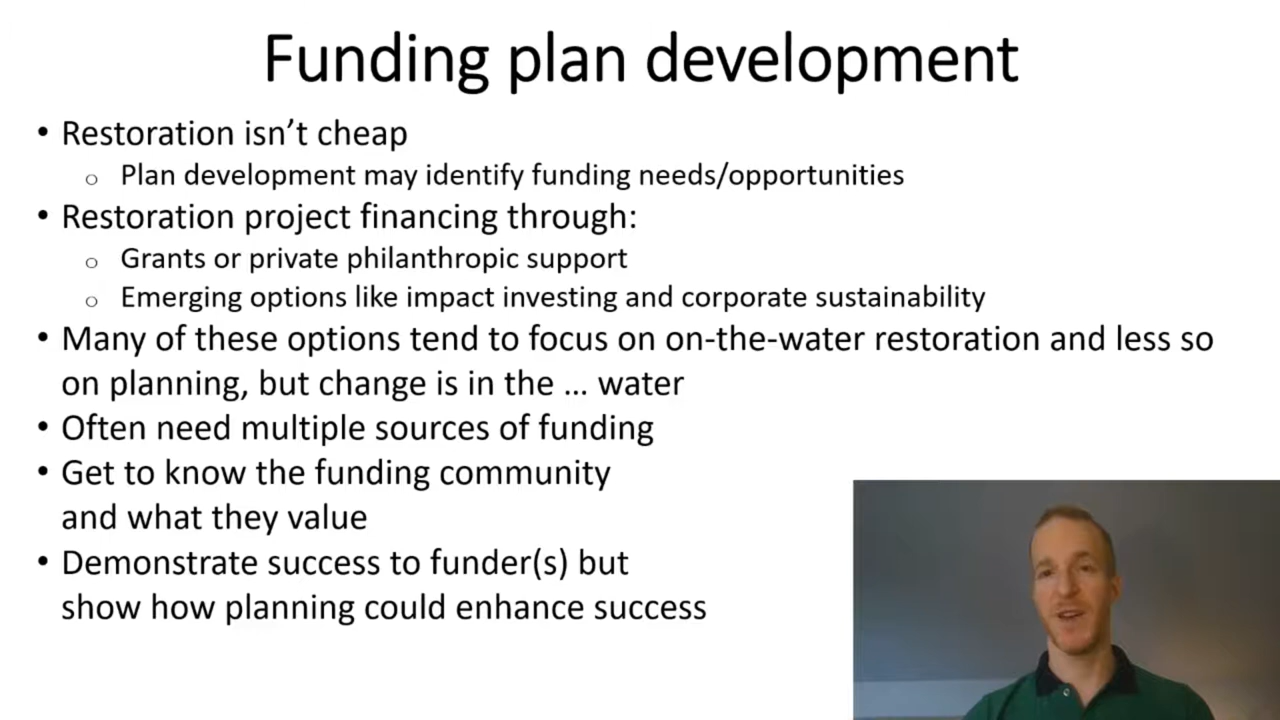 Funding plan development
• Restoration isn’t cheap
o Plan development may identify funding needs/opportunities
• Restoration project financing through:
o Grants or private philanthropic support
o Emerging options like impact investing and corporate sustainability
• Many of these options tend to focus on on-the-water restoration and less so
on planning, but change is in the ... water
• Often need multiple sources of funding
• Get to know the funding community
and what they value
• Demonstrate success to funder(s) but
show how planning could enhance success